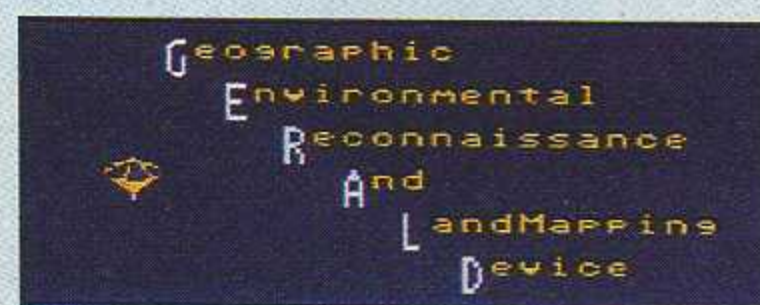 Geographic
Environmental
Reconnaissance
And
LandMapping
Device